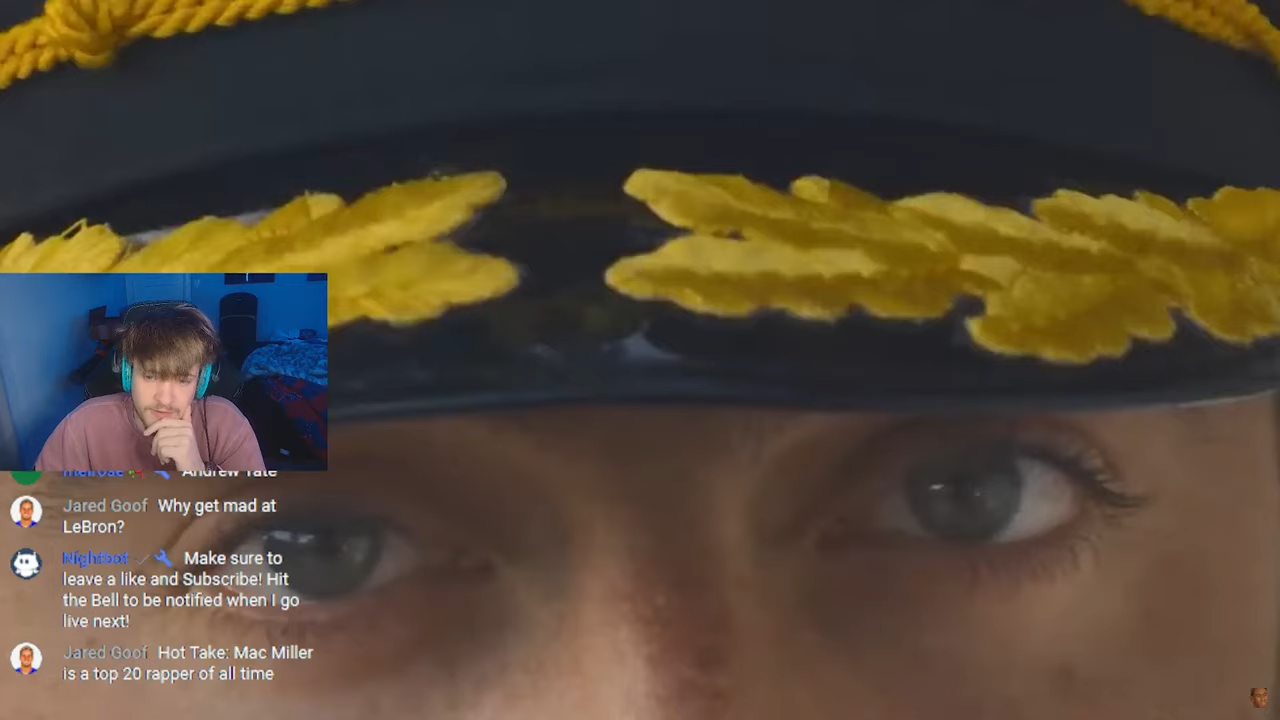 melrose Andrew Tate
Jared Goof Why get mad at
LeBron?
Nightbot Make sure to
leave a like and Subscribe! Hit
the Bell to be notified when I go
live next!
Jared Goof Hot Take: Mac Miller
is a top 20 rapper of all time